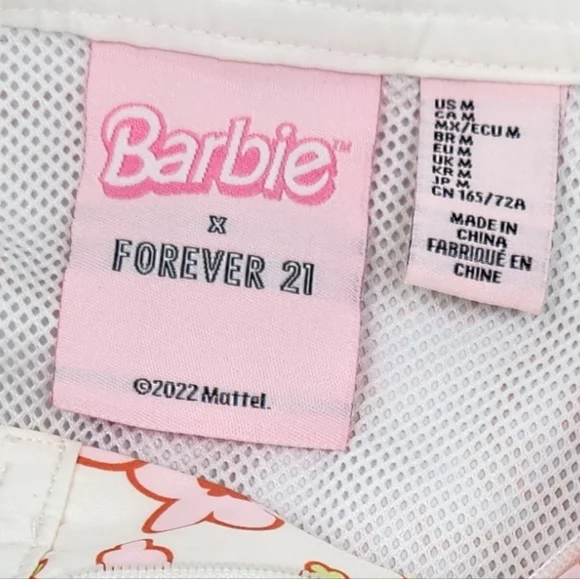 Barbie™
x
FOREVER 21
©2022 Mattel.
US M
CA M
MX/ECU M
BR M
EU M
UK M
KR M
JP M
CN 165/72A
MADE IN
CHINA
FABRIQUÉ EN
CHINE